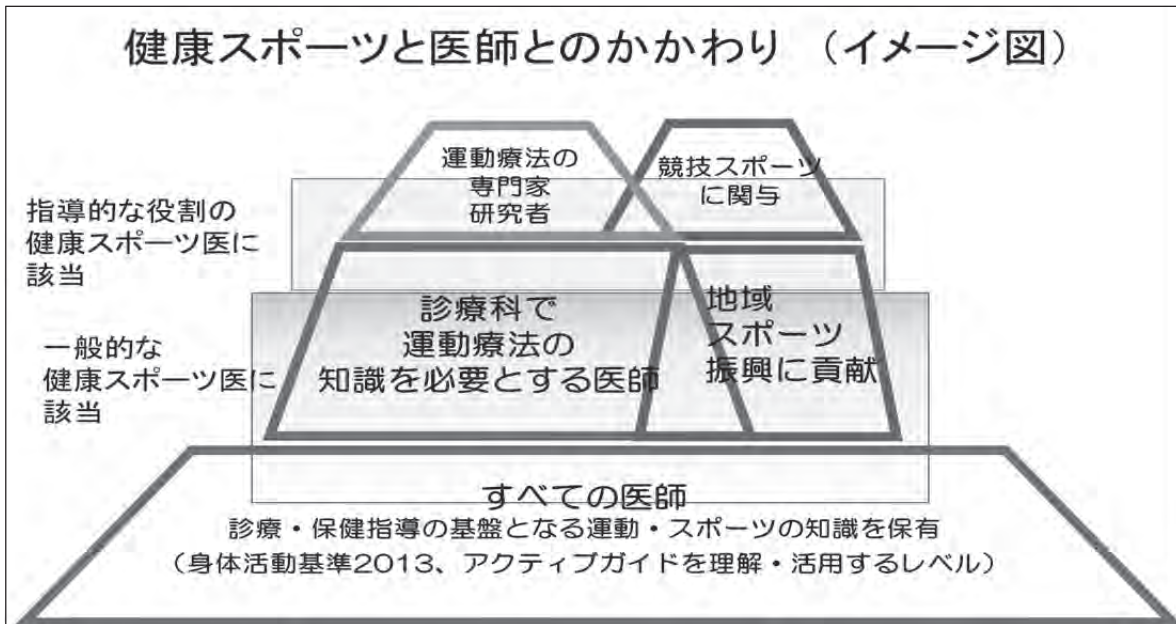 健康スポーツと医師とのかかわり （イメージ図）
運動療法の
専門家
研究者
競技スポーツ
に関与
指導的な役割の
健康スポーツ医に
該当
診療科で
運動療法の
知識を必要とする医師
地域
スポーツ
振興に貢献
一般的な
健康スポーツ医に
該当
すべての医師
診療・保健指導の基盤となる運動・スポーツの知識を保有
（身体活動基準2013、アクティブガイドを理解・活用するレベル）